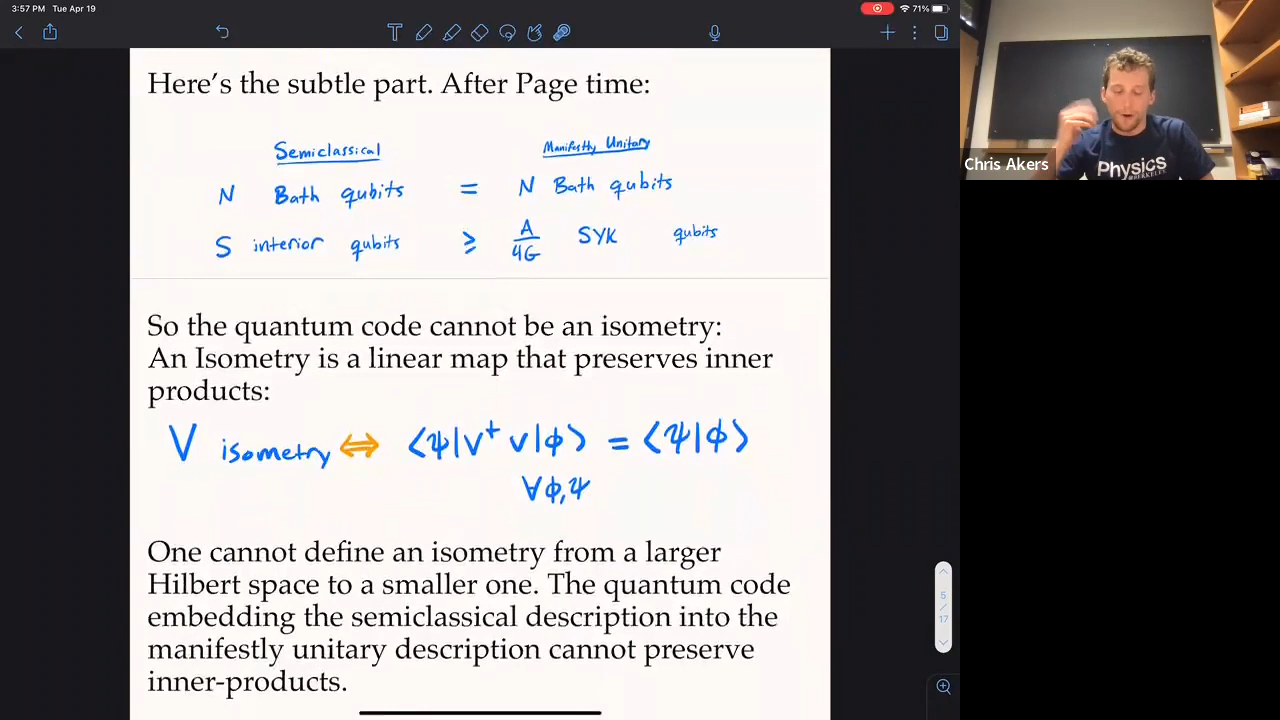 3:57 PM Tue Apr 19
71%
Here's the subtle part. After Page time:
Semiclassical Manifestly Unitary
N Bath qubits = N Bath qubits
S interior qubits ≥ A/4G SYK qubits
So the quantum code cannot be an isometry:
An Isometry is a linear map that preserves inner
products:
V isometry ⇔ ⟨Ψ|V† V|ϕ⟩ = ⟨Ψ|ϕ⟩
∀ϕ,Ψ
One cannot define an isometry from a larger
Hilbert space to a smaller one. The quantum code
embedding the semiclassical description into the
manifestly unitary description cannot preserve
inner-products.
5
/
17
Chris Akers
Physics